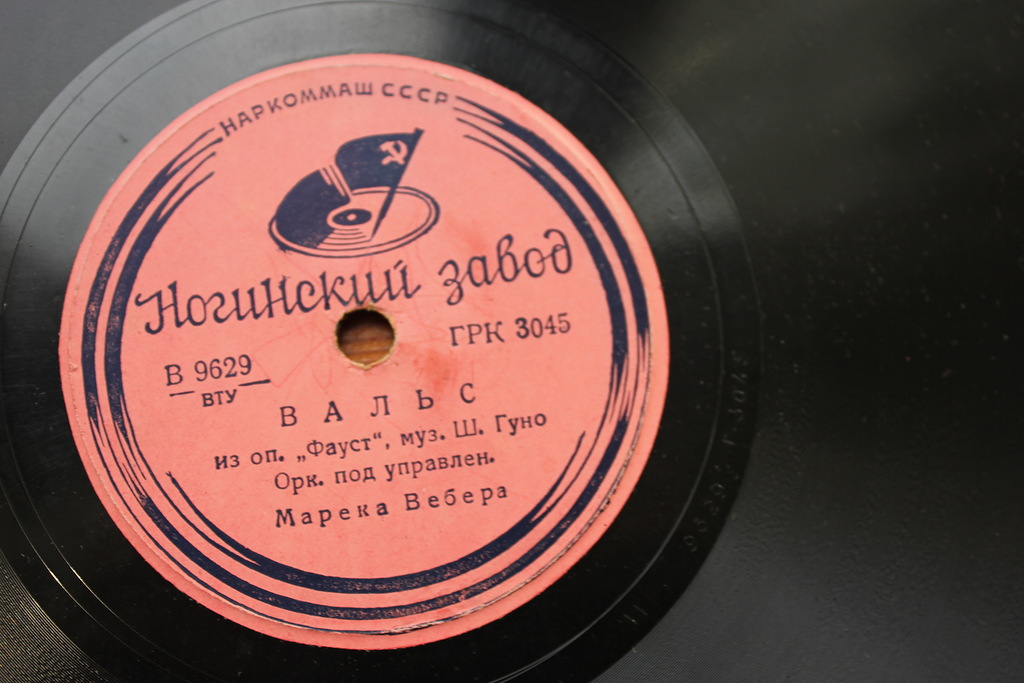 НАРКОММАШ СССР
Ногинский завод
В 9629
ВТУ
ГРК 3045
ВАЛЬС
из оп. „Фауст“, муз. Ш. Гуно
Орк. под управлен.
Марека Вебера